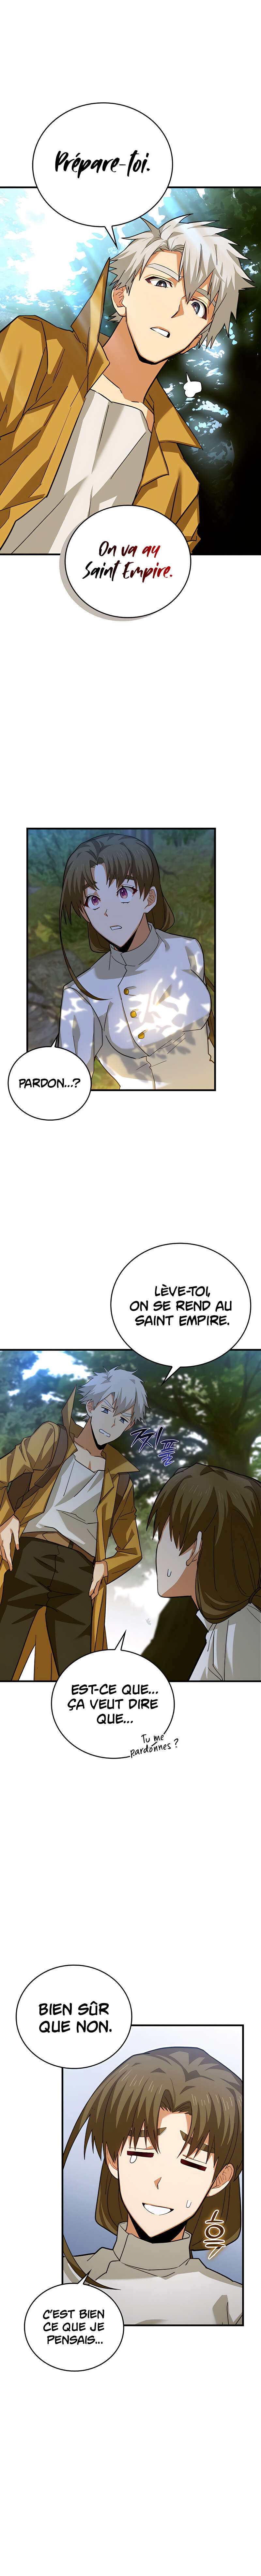 Prépare-toi.
On va au
Saint Empire.
PARDON...?
LÈVE-TOI,
ON SE REND AU
SAINT EMPIRE.
EST-CE QUE...
ÇA VEUT DIRE
QUE...
Tu me
pardonnes ?
BIEN SÛR
QUE NON.
C'EST BIEN
CE QUE JE
PENSAIS...